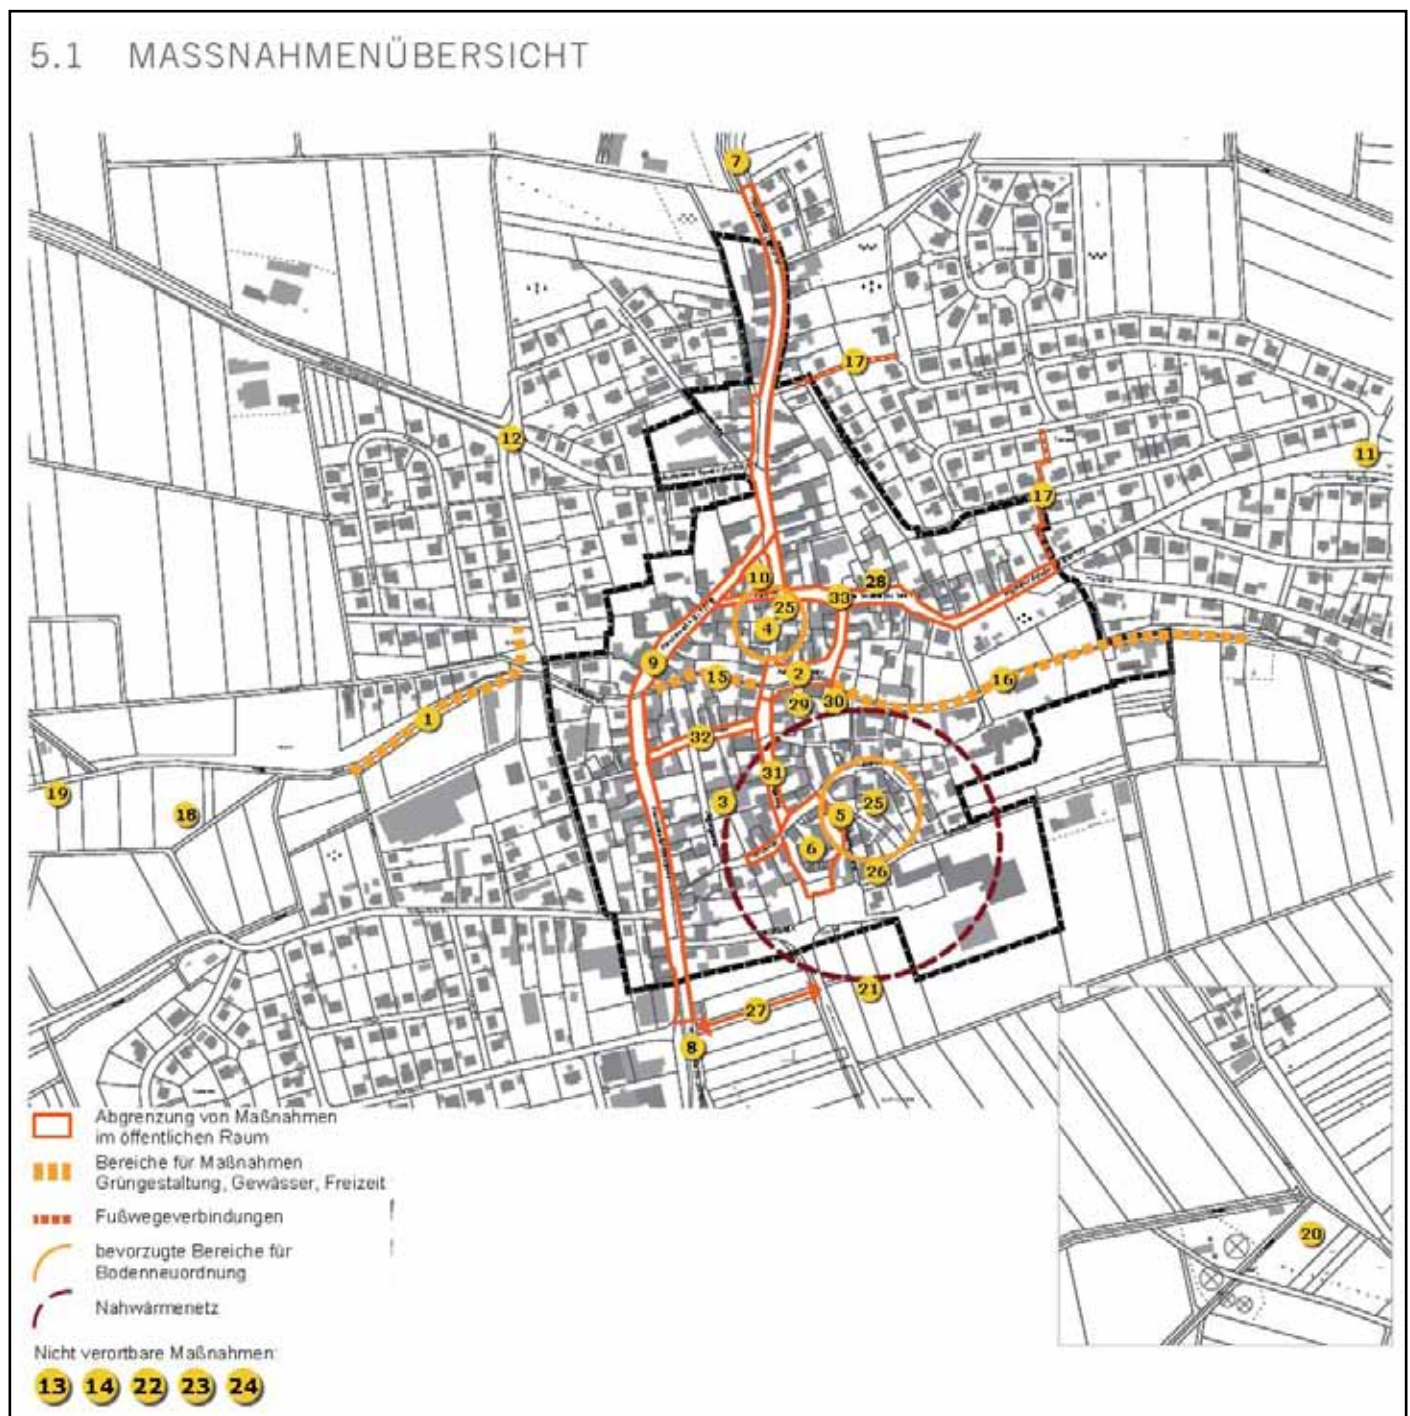 5.1 MASSNAHMENÜBERSICHT
7
17
12
11
17
10
28
33
25
4
9
2
15
16
30
29
1
32
31
3
5
25
19
18
6
26
21
27
8
20
Abgrenzung von Maßnahmen
im öffentlichen Raum
Bereiche für Maßnahmen
Grüngestaltung, Gewässer, Freizeit
Fußwegeverbindungen
bevorzugte Bereiche für
Bodenneuordnung
Nahwärmenetz
Nicht verortbare Maßnahmen:
13 14 22 23 24